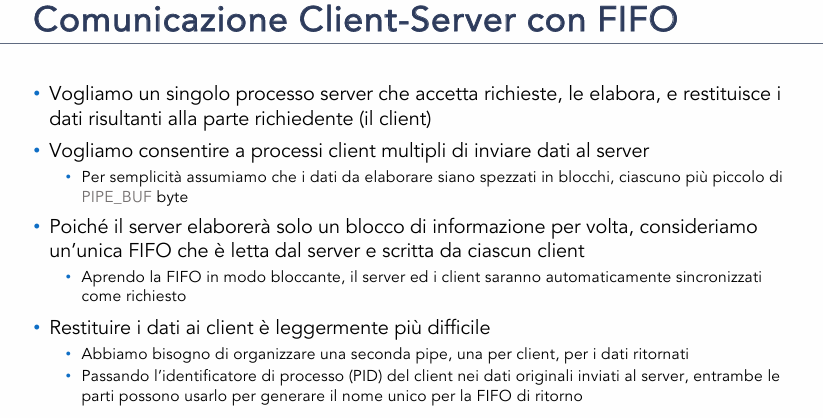 Comunicazione Client-Server con FIFO
• Vogliamo un singolo processo server che accetta richieste, le elabora, e restituisce i
dati risultanti alla parte richiedente (il client)
• Vogliamo consentire a processi client multipli di inviare dati al server
• Per semplicità assumiamo che i dati da elaborare siano spezzati in blocchi, ciascuno più piccolo di
PIPE_BUF byte
• Poiché il server elaborerà solo un blocco di informazione per volta, consideriamo
un'unica FIFO che è letta dal server e scritta da ciascun client
• Aprendo la FIFO in modo bloccante, il server ed i client saranno automaticamente sincronizzati
come richiesto
• Restituire i dati ai client è leggermente più difficile
• Abbiamo bisogno di organizzare una seconda pipe, una per client, per i dati ritornati
• Passando l'identificatore di processo (PID) del client nei dati originali inviati al server, entrambe le
parti possono usarlo per generare il nome unico per la FIFO di ritorno